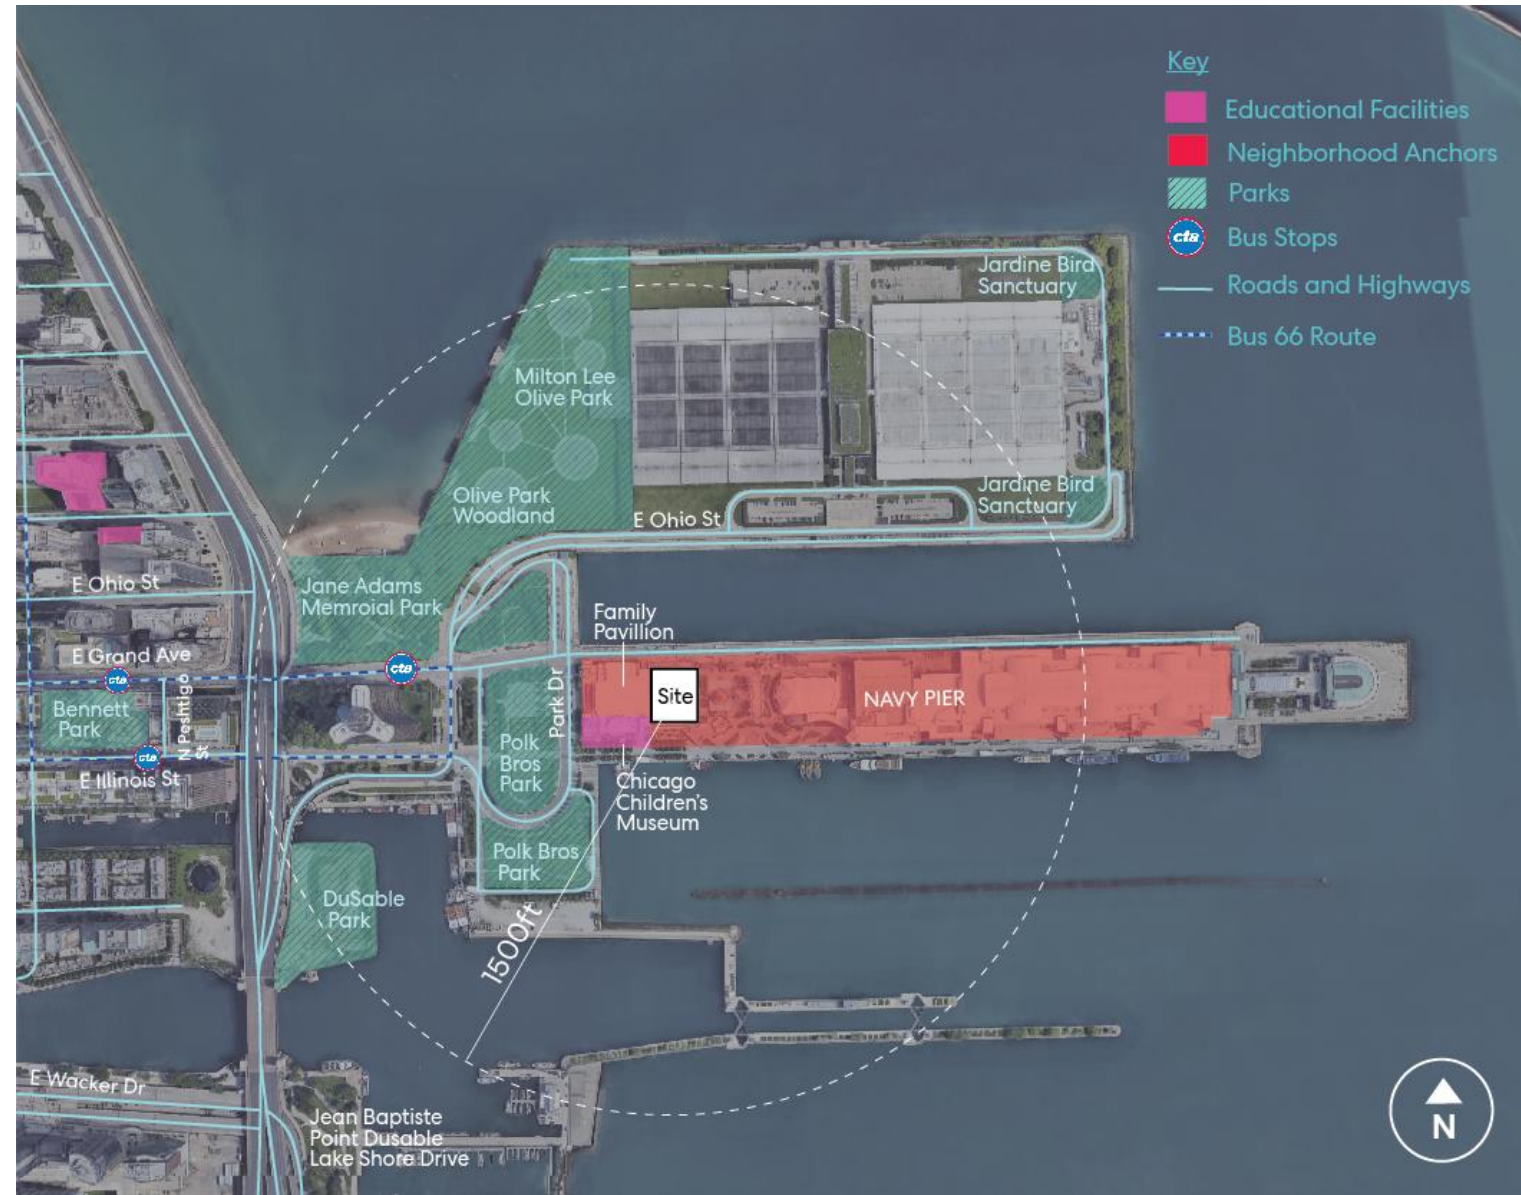 Key
Educational Facilities
Neighborhood Anchors
Parks
cta
Bus Stops
Roads and Highways
Bus 66 Route
Jardine Bird
Sanctuary
Milton Lee
Olive Park
Olive Park
Woodland
E Ohio St
Jardine Bird
Sanctuary
E Ohio St
Jane Adams
Memroial Park
Family
Pavillion
E Grand Ave
cta
cta
Bennett
Park
N Peshtigo
St
Park Dr
Site
NAVY PIER
Polk
Bros
Park
cta
E Illinois St
Chicago
Children's
Museum
Polk Bros
Park
DuSable
Park
1500ft
E Wacker Dr
Jean Baptiste
Point Dusable
Lake Shore Drive
N